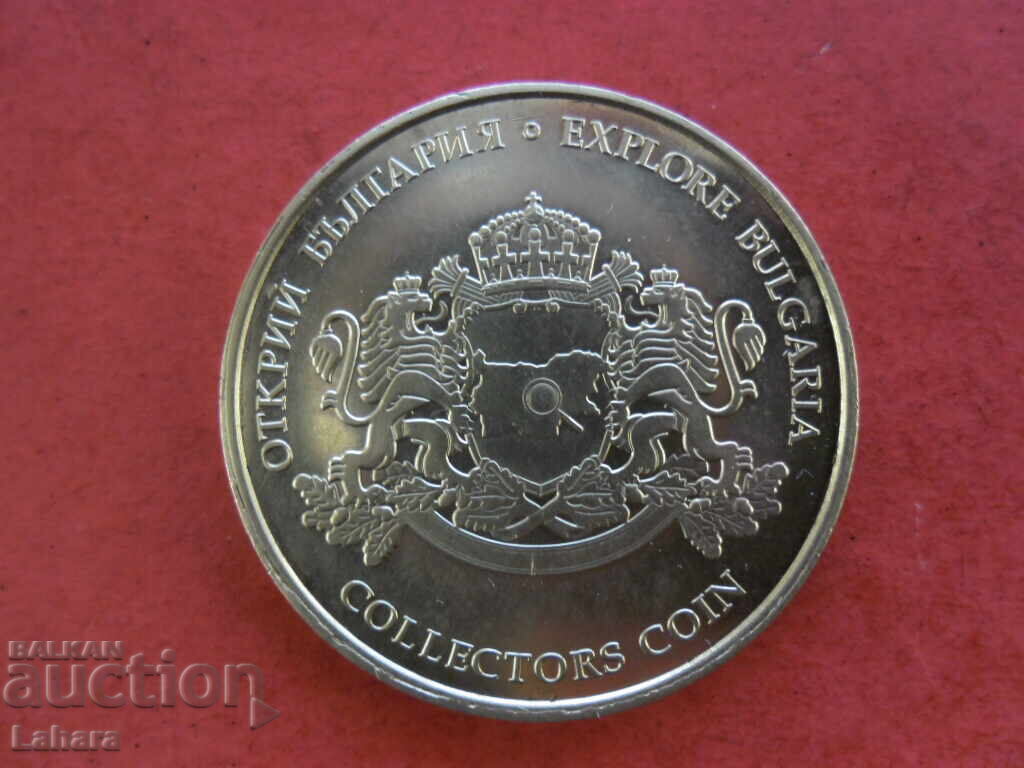 ОТКРИЙ БЪЛГАРИЯ ° EXPLORE BULGARIA
COLLECTORS COIN
BALKAN
auction
Lahara